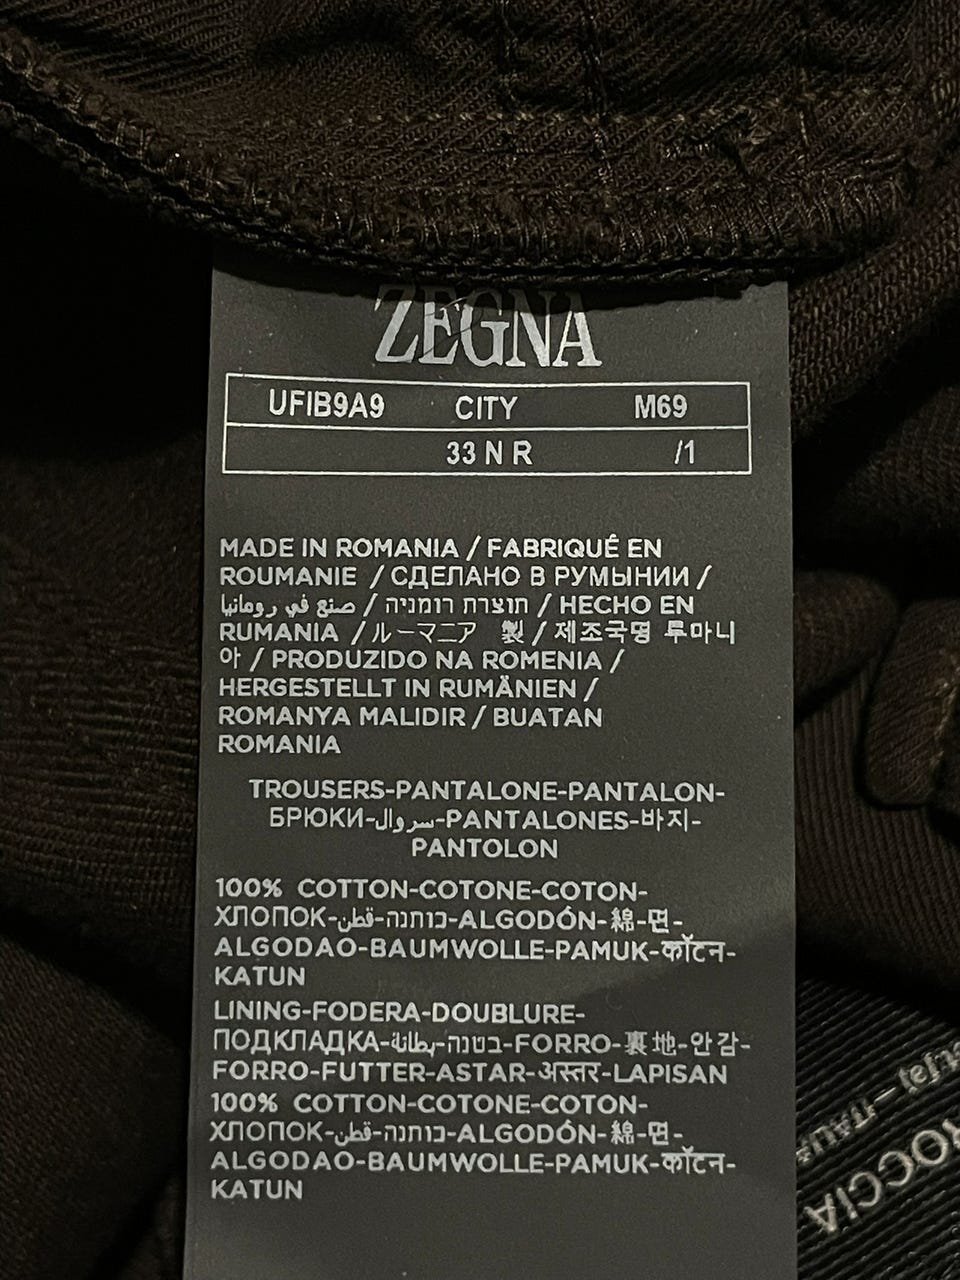 ZEGNA
UFIB9A9 CITY M69
33 N R /1
MADE IN ROMANIA / FABRIQUÉ EN
ROUMANIE / СДЕЛАНО В РУМЫНИИ /
صنع في رومانيا / תוצרת רומניה / HECHO EN
RUMANIA / ルーマニア 製 / 제조국명 루마니
아 / PRODUZIDO NA ROMENIA /
HERGESTELLT IN RUMÄNIEN /
ROMANYA MALIDIR / BUATAN
ROMANIA
TROUSERS-PANTALONE-PANTALON-
БРЮКИ-سروال-PANTALONES-바지-
PANTOLON
100% COTTON-COTONE-COTON-
ХЛОПОК-قطن-כותנה-ALGODÓN-綿-면-
ALGODAO-BAUMWOLLE-PAMUK-कॉटन-
KATUN
LINING-FODERA-DOUBLURE-
ПОДКЛАДКА-بطانة-בטנה-FORRO-裏地-안감-
FORRO-FUTTER-ASTAR-अस्तर-LAPISAN
100% COTTON-COTONE-COTON-
ХЛОПОК-قطن-כותנה-ALGODÓN-綿-면-
ALGODAO-BAUMWOLLE-PAMUK-कॉटन-
KATUN